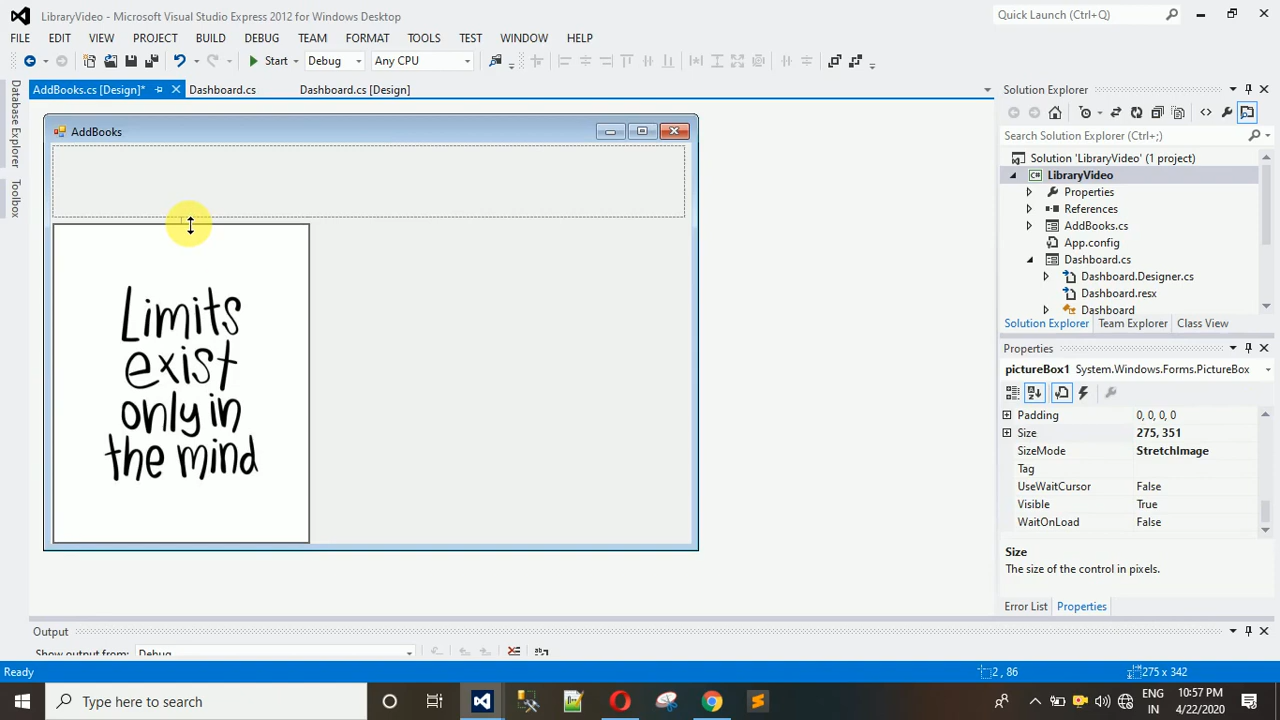 LibraryVideo - Microsoft Visual Studio Express 2012 for Windows Desktop
Quick Launch (Ctrl+Q)
FILE EDIT VIEW PROJECT BUILD DEBUG TEAM FORMAT TOOLS TEST WINDOW HELP
Start Debug Any CPU
AddBooks.cs [Design]* Dashboard.cs Dashboard.cs [Design]
Database Explorer
Toolbox
AddBooks
Limits
exist
only in
the mind
Solution Explorer
Search Solution Explorer (Ctrl+;)
Solution 'LibraryVideo' (1 project)
LibraryVideo
Properties
References
AddBooks.cs
App.config
Dashboard.cs
Dashboard.Designer.cs
Dashboard.resx
Dashboard
Solution Explorer Team Explorer Class View
Properties
pictureBox1 System.Windows.Forms.PictureBox
Padding 0, 0, 0, 0
Size 275, 351
SizeMode StretchImage
Tag
UseWaitCursor False
Visible True
WaitOnLoad False
Size
The size of the control in pixels.
Error List Properties
Output
Show output from: Debug
Ready 2 , 86 275 x 342
Type here to search
ENG
IN
10:57 PM
4/22/2020